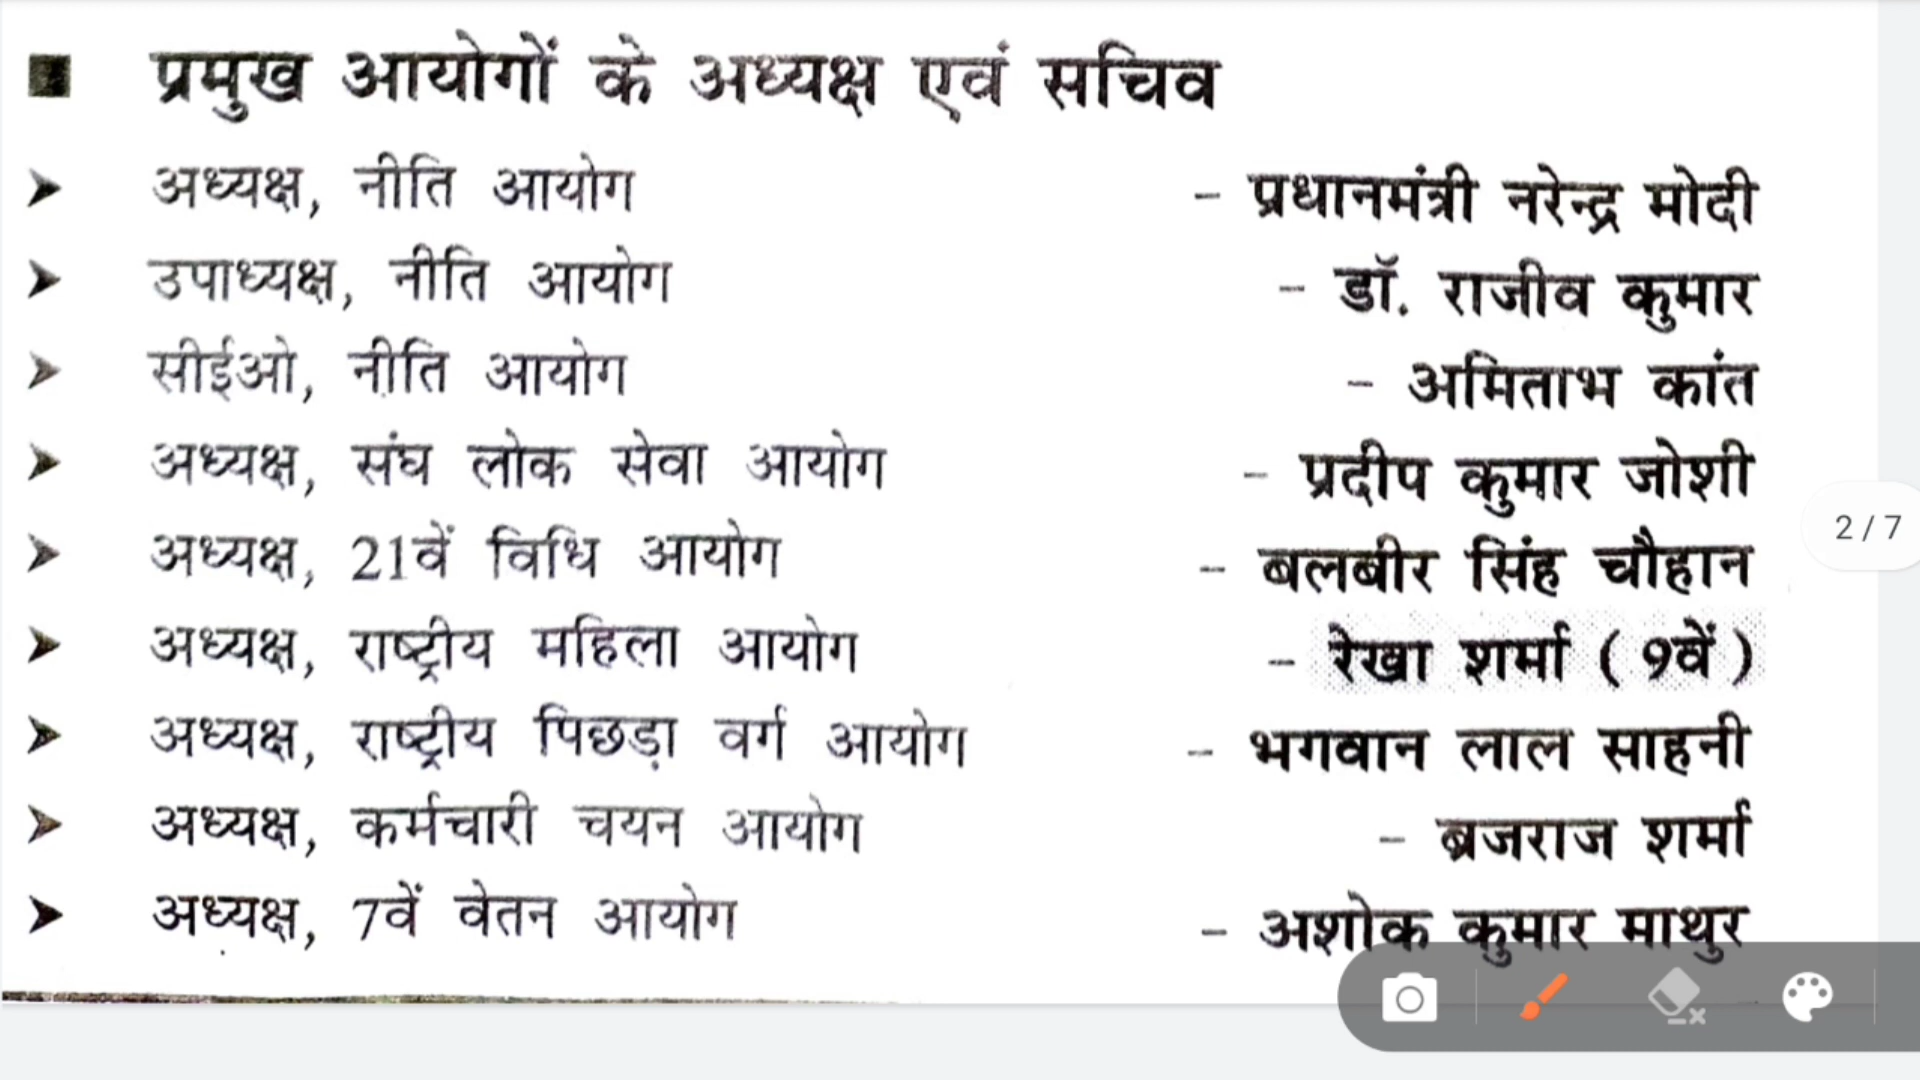 ■ प्रमुख आयोगों के अध्यक्ष एवं सचिव
➤ अध्यक्ष, नीति आयोग – प्रधानमंत्री नरेन्द्र मोदी
➤ उपाध्यक्ष, नीति आयोग – डॉ. राजीव कुमार
➤ सीईओ, नीति आयोग – अमिताभ कांत
➤ अध्यक्ष, संघ लोक सेवा आयोग – प्रदीप कुमार जोशी
➤ अध्यक्ष, 21वें विधि आयोग – बलबीर सिंह चौहान
2 / 7
➤ अध्यक्ष, राष्ट्रीय महिला आयोग – रेखा शर्मा ( 9वें )
➤ अध्यक्ष, राष्ट्रीय पिछड़ा वर्ग आयोग – भगवान लाल साहनी
➤ अध्यक्ष, कर्मचारी चयन आयोग – ब्रजराज शर्मा
➤ अध्यक्ष, 7वें वेतन आयोग – अशोक कुमार माथुर